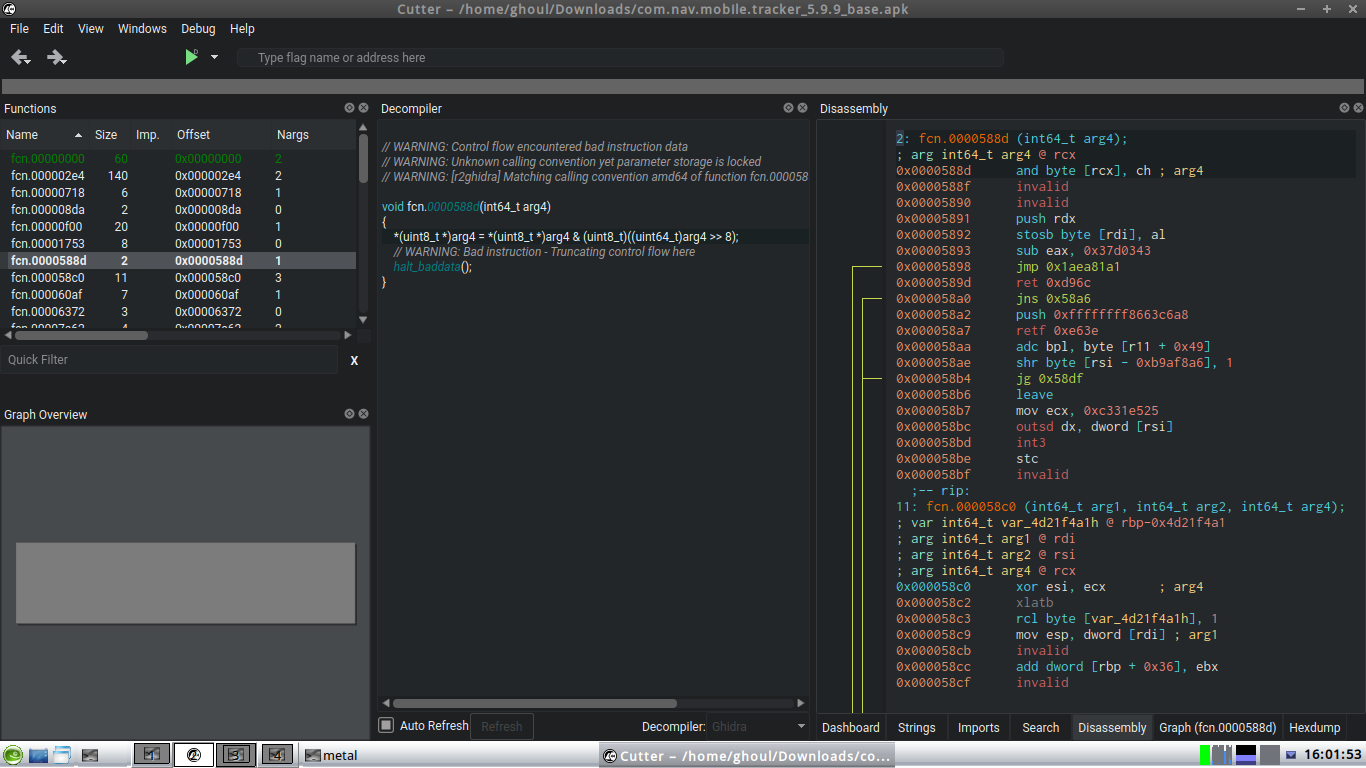 Cutter – /home/ghoul/Downloads/com.nav.mobile.tracker_5.9.9_base.apk
File Edit View Windows Debug Help
Type flag name or address here
Functions
Name Size Imp. Offset Nargs
fcn.00000000 60 0x00000000 2
fcn.000002e4 140 0x000002e4 2
fcn.00000718 6 0x00000718 1
fcn.000008da 2 0x000008da 0
fcn.00000f00 20 0x00000f00 1
fcn.00001753 8 0x00001753 0
fcn.0000588d 2 0x0000588d 1
fcn.000058c0 11 0x000058c0 3
fcn.000060af 7 0x000060af 1
fcn.00006372 3 0x00006372 0
Quick Filter X
Graph Overview
Decompiler
// WARNING: Control flow encountered bad instruction data
// WARNING: Unknown calling convention yet parameter storage is locked
// WARNING: [r2ghidra] Matching calling convention amd64 of function fcn.000058
void fcn.0000588d(int64_t arg4)
{
*(uint8_t *)arg4 = *(uint8_t *)arg4 & (uint8_t)((uint64_t)arg4 >> 8);
// WARNING: Bad instruction - Truncating control flow here
halt_baddata();
}
Auto Refresh Refresh Decompiler: Ghidra
Disassembly
2: fcn.0000588d (int64_t arg4);
; arg int64_t arg4 @ rcx
0x0000588d and byte [rcx], ch ; arg4
0x0000588f invalid
0x00005890 invalid
0x00005891 push rdx
0x00005892 stosb byte [rdi], al
0x00005893 sub eax, 0x37d0343
0x00005898 jmp 0x1aea81a1
0x0000589d ret 0xd96c
0x000058a0 jns 0x58a6
0x000058a2 push 0xffffffff8663c6a8
0x000058a7 retf 0xe63e
0x000058aa adc bpl, byte [r11 + 0x49]
0x000058ae shr byte [rsi - 0xb9af8a6], 1
0x000058b4 jg 0x58df
0x000058b6 leave
0x000058b7 mov ecx, 0xc331e525
0x000058bc outsd dx, dword [rsi]
0x000058bd int3
0x000058be stc
0x000058bf invalid
;-- rip:
11: fcn.000058c0 (int64_t arg1, int64_t arg2, int64_t arg4);
; var int64_t var_4d21f4a1h @ rbp-0x4d21f4a1
; arg int64_t arg1 @ rdi
; arg int64_t arg2 @ rsi
; arg int64_t arg4 @ rcx
0x000058c0 xor esi, ecx ; arg4
0x000058c2 xlatb
0x000058c3 rcl byte [var_4d21f4a1h], 1
0x000058c9 mov esp, dword [rdi] ; arg1
0x000058cb invalid
0x000058cc add dword [rbp + 0x36], ebx
0x000058cf invalid
Dashboard Strings Imports Search Disassembly Graph (fcn.0000588d) Hexdump
1 3 4 metal Cutter – /home/ghoul/Downloads/co... 16:01:53